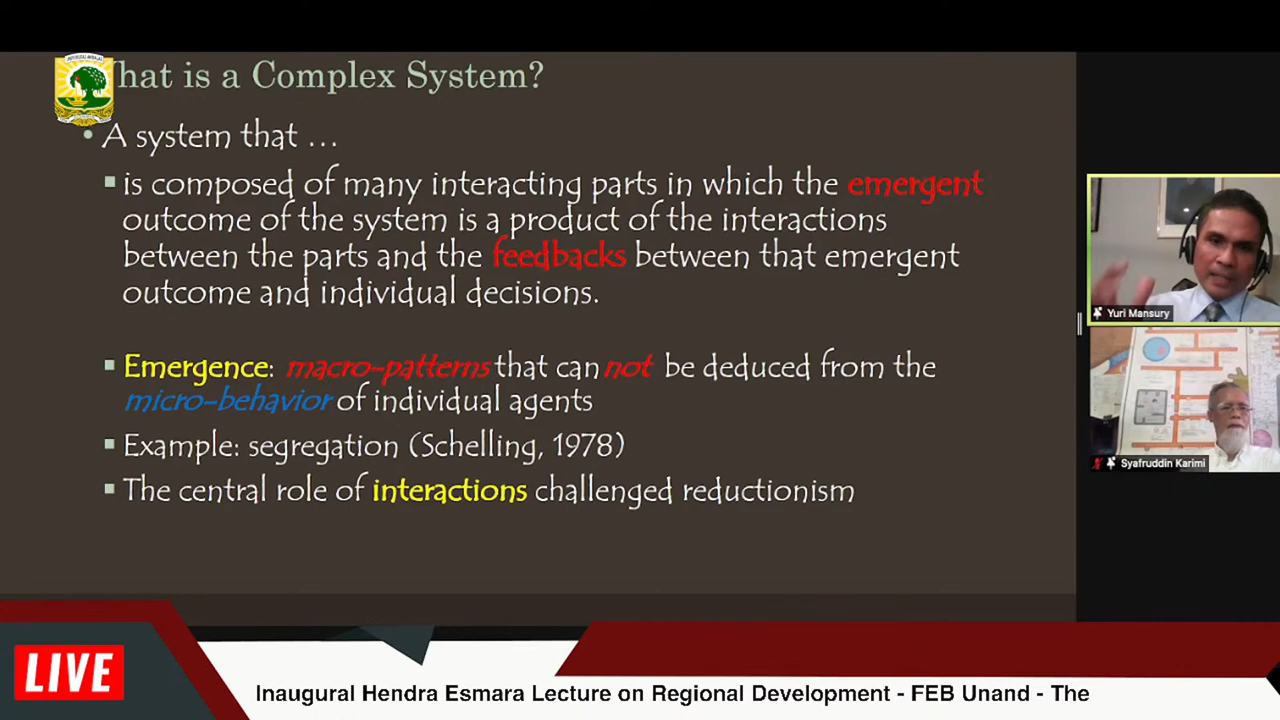 hat is a Complex System?
• A system that ...
▪ is composed of many interacting parts in which the emergent
outcome of the system is a product of the interactions
between the parts and the feedbacks between that emergent
outcome and individual decisions.
▪ Emergence: macro-patterns that can not be deduced from the
micro-behavior of individual agents
▪ Example: segregation (Schelling, 1978)
▪ The central role of interactions challenged reductionism
Yuri Mansury
Syafruddin Karimi
LIVE
Inaugural Hendra Esmara Lecture on Regional Development - FEB Unand - The